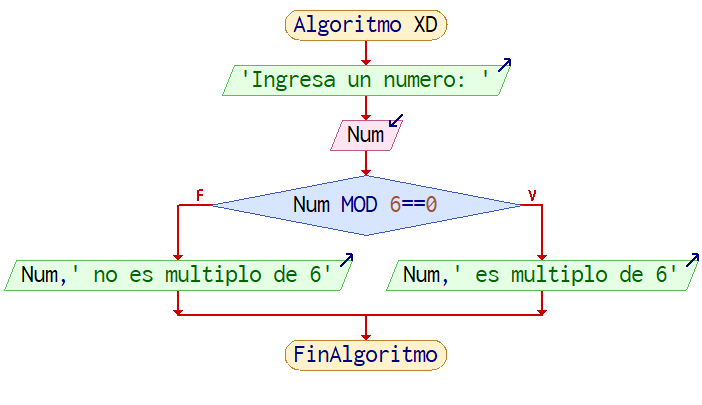 Algoritmo XD
'Ingresa un numero: '
Num
F
V
Num MOD 6==0
Num,' no es multiplo de 6'
Num,' es multiplo de 6'
FinAlgoritmo